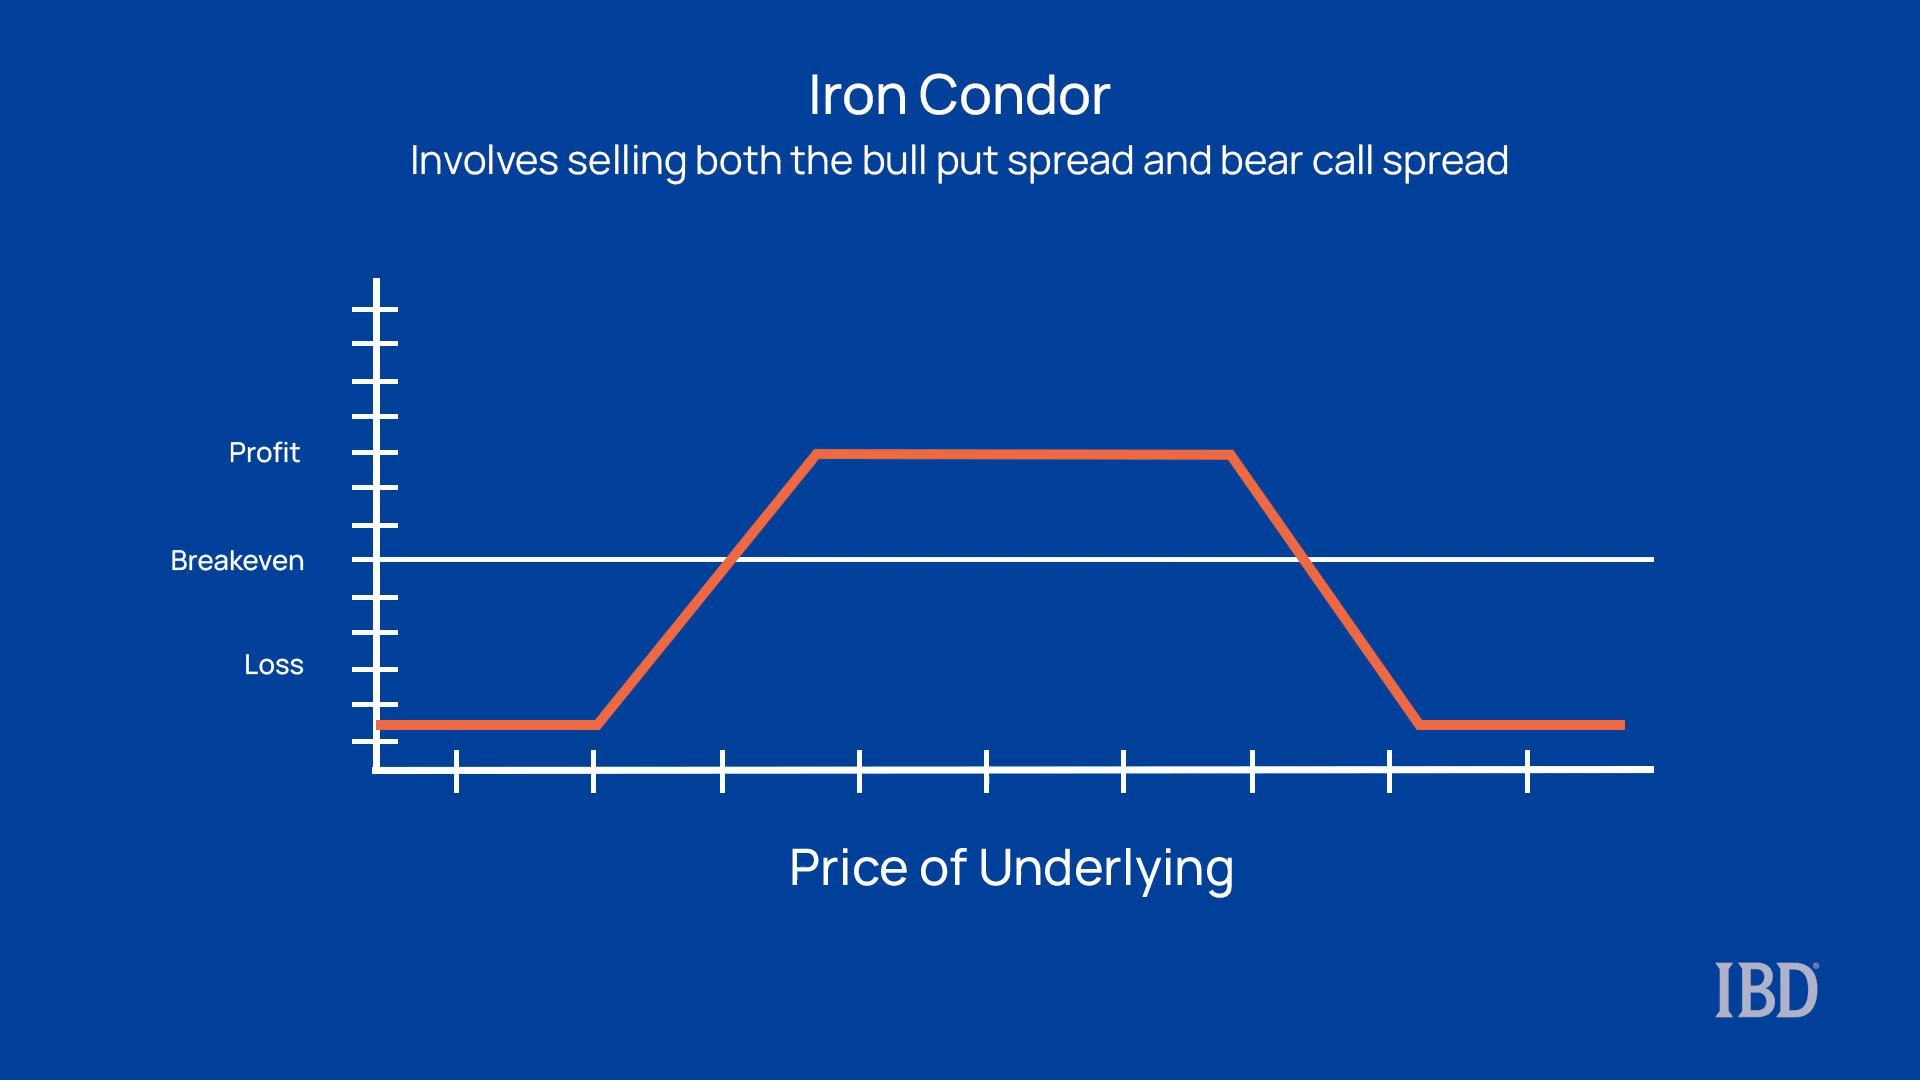 Iron Condor
Involves selling both the bull put spread and bear call spread
Profit
Breakeven
Loss
Price of Underlying
IBD®